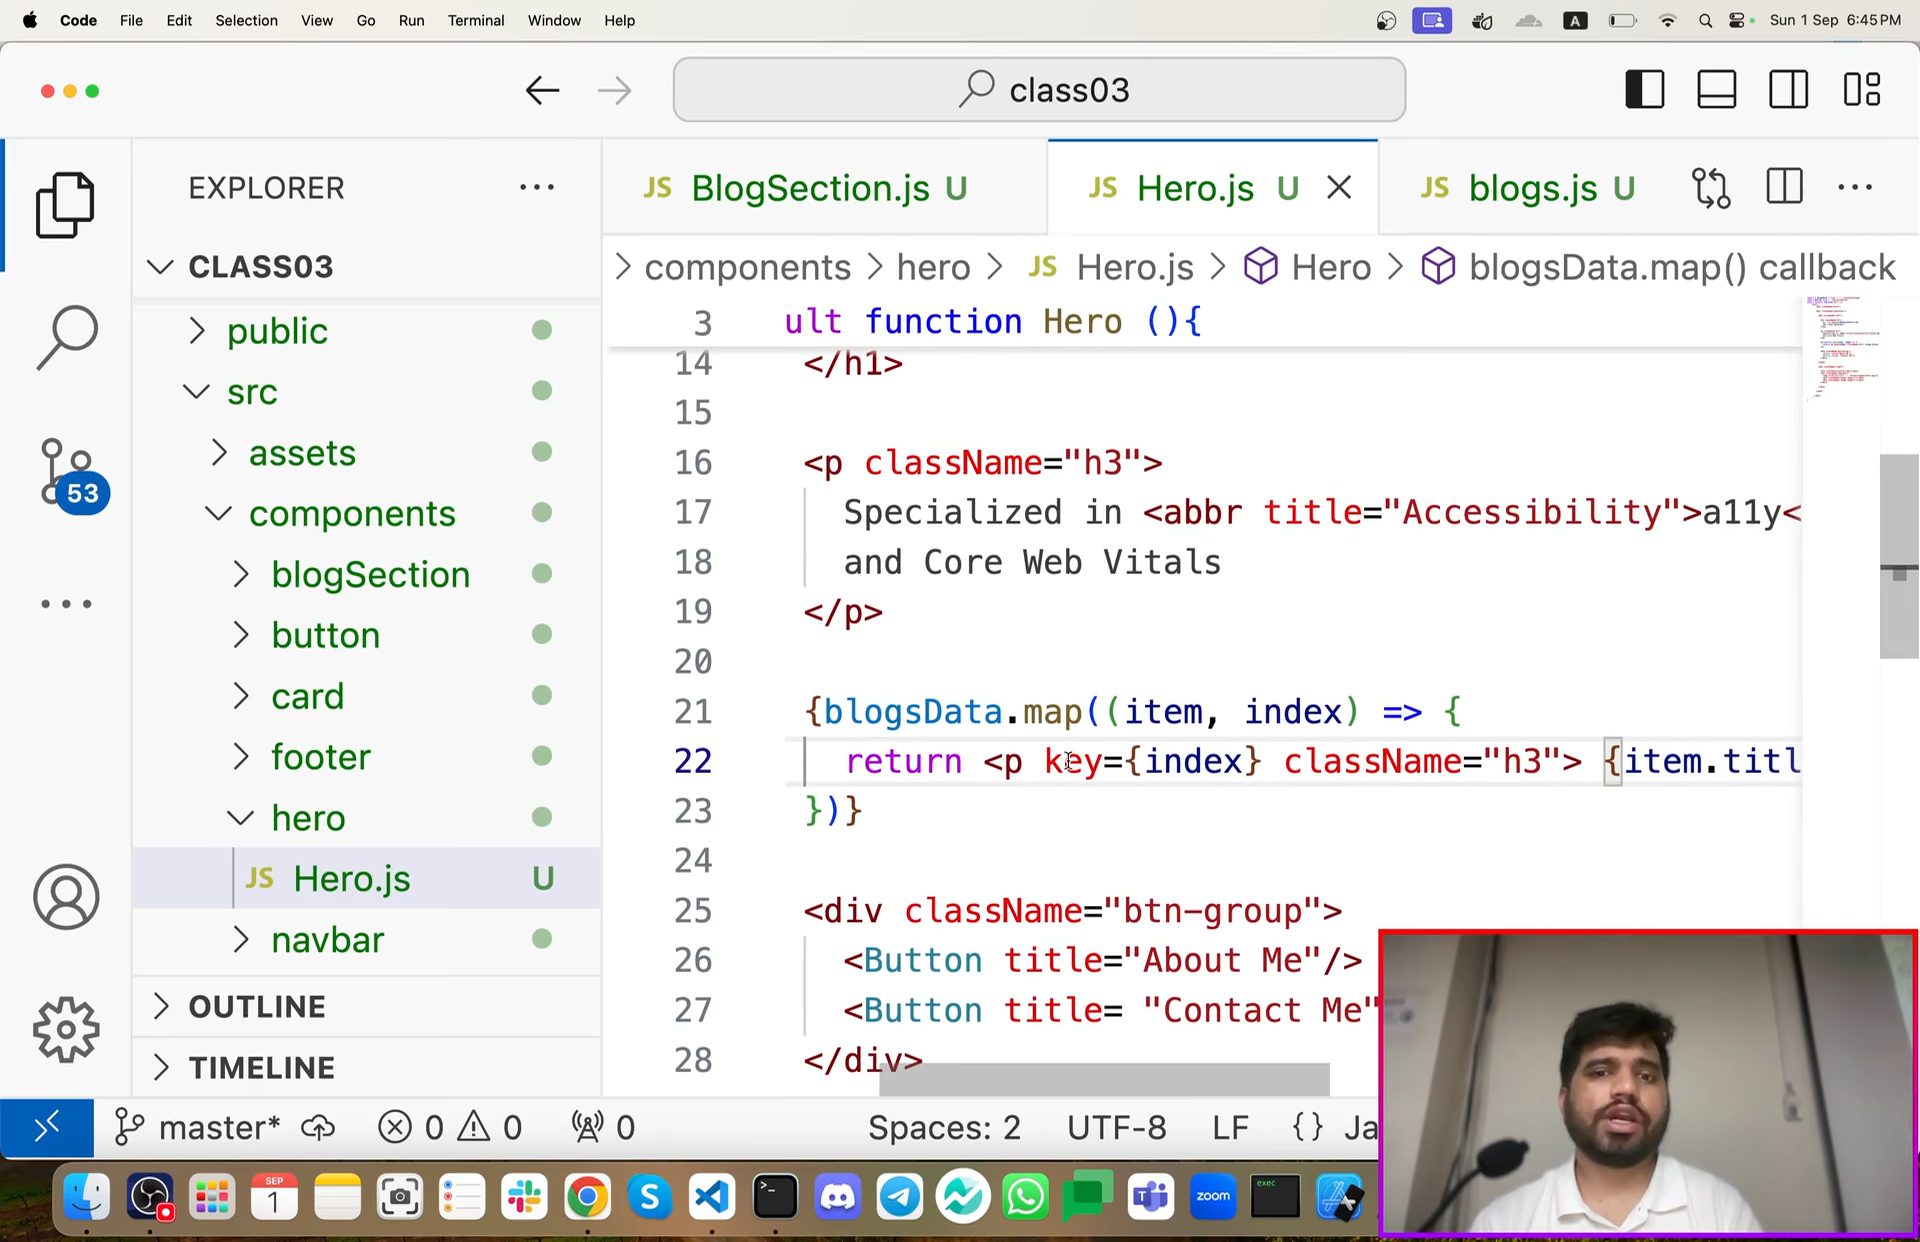 Code File Edit Selection View Go Run Terminal Window Help A Sun 1 Sep 6:45 PM
class03
EXPLORER
BlogSection.js U
Hero.js U
blogs.js U
CLASS03
components > hero > JS Hero.js > Hero > blogsData.map() callback
public
src
assets
components
blogSection
button
card
footer
hero
JS Hero.js U
navbar
OUTLINE
TIMELINE
53
3 ult function Hero (){
14 </h1>
15
16 <p className="h3">
17 Specialized in <abbr title="Accessibility">a11y<
18 and Core Web Vitals
19 </p>
20
21 {blogsData.map((item, index) => {
22 return <p key={index} className="h3"> {item.titl
23 })}
24
25 <div className="btn-group">
26 <Button title="About Me"/>
27 <Button title= "Contact Me"
28 </div>
master* 0 0 0 Spaces: 2 UTF-8 LF {} Ja
SEP
1
S
zoom
exec